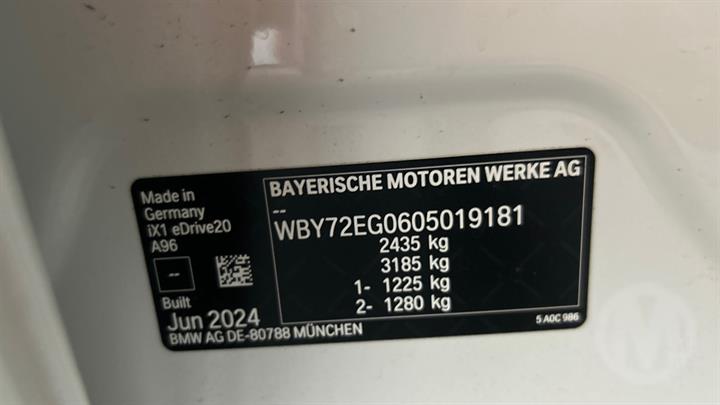 Made in
Germany
iX1 eDrive20
A96
--
Built
Jun 2024
BMW AG DE-80788 MÜNCHEN
BAYERISCHE MOTOREN WERKE AG
--
WBY72EG0605019181
2435 kg
3185 kg
1- 1225 kg
2- 1280 kg
5 A0C 986
M